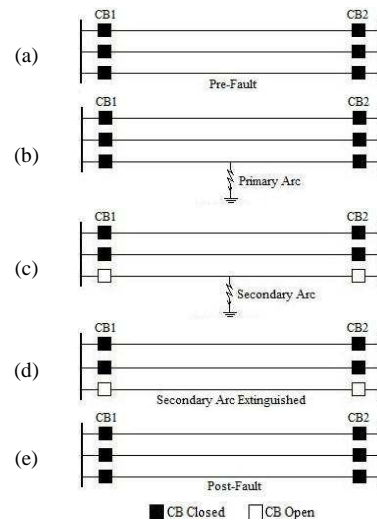 CB1 CB2
(a)
Pre-Fault
CB1 CB2
(b)
Primary Arc
CB1 CB2
(c)
Secondary Arc
CB1 CB2
(d)
Secondary Arc Extinguished
CB1 CB2
(e)
Post-Fault
CB Closed CB Open